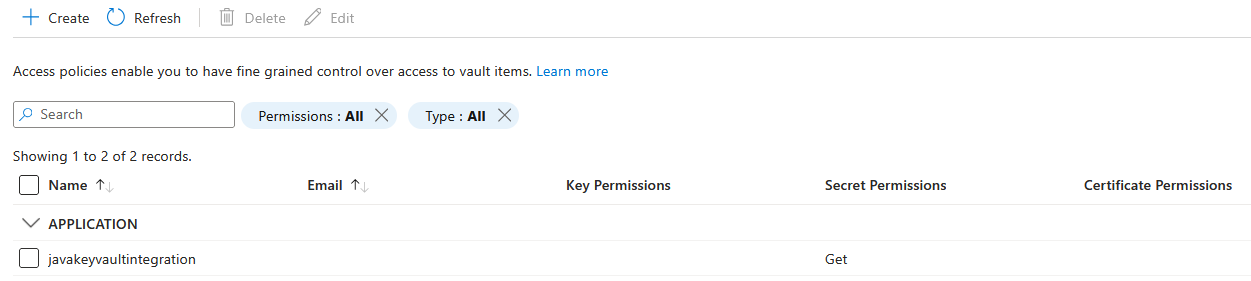 Create Refresh Delete Edit
Access policies enable you to have fine grained control over access to vault items. Learn more
Search Permissions : All Type : All
Showing 1 to 2 of 2 records.
Name Email Key Permissions Secret Permissions Certificate Permissions
APPLICATION
javakeyvaultintegration Get